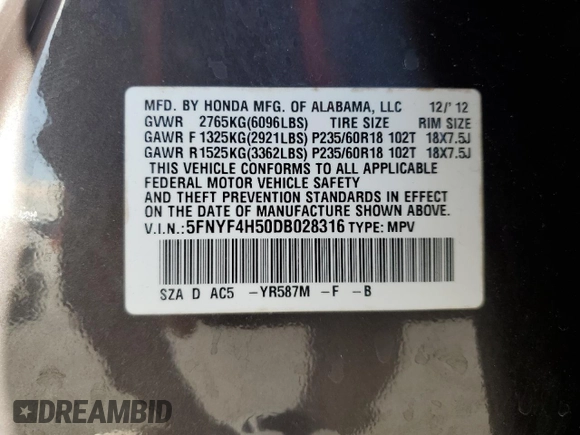 MFD. BY HONDA MFG. OF ALABAMA, LLC 12/'12
GVWR 2765KG(6096LBS) TIRE SIZE RIM SIZE
GAWR F 1325KG(2921LBS) P235/60R18 102T 18X7.5J
GAWR R 1525KG(3362LBS) P235/60R18 102T 18X7.5J
THIS VEHICLE CONFORMS TO ALL APPLICABLE
FEDERAL MOTOR VEHICLE SAFETY
AND THEFT PREVENTION STANDARDS IN EFFECT
ON THE DATE OF MANUFACTURE SHOWN ABOVE.
V.I.N.: 5FNYF4H50DB028316 TYPE: MPV
SZA D AC5 -YR587M -F -B
DREAMBID